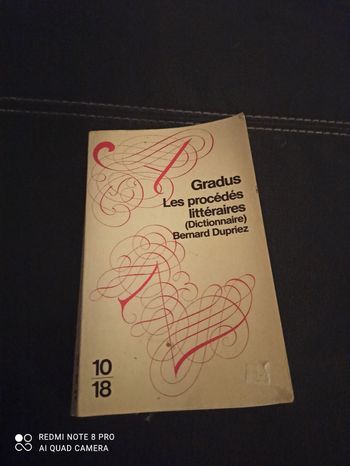 Gradus
Les procédés
littéraires
(Dictionnaire)
Bernard Dupriez
10
18
REDMI NOTE 8 PRO
AI QUAD CAMERA